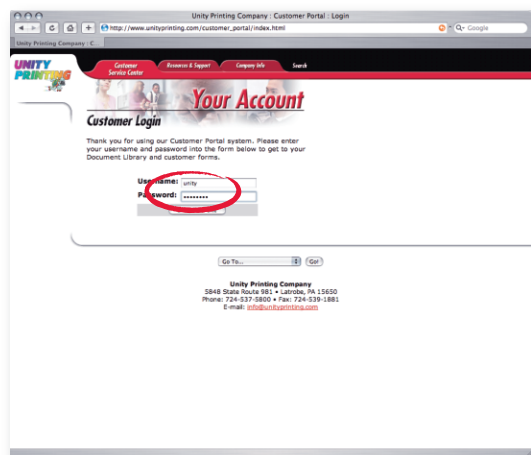 Unity Printing Company : Customer Portal : Login
http://www.unityprinting.com/customer_portal/index.html
Q- Google
Unity Printing Company : C...
UNITY
PRINTING
Customer
Service Center
Resources & Support
Company Info
Search
Your Account
Customer Login
Thank you for using our Customer Portal system. Please enter
your username and password into the form below to get to your
Document Library and customer forms.
Username: unity
Password: ••••••••
Go To... Go!
Unity Printing Company
5848 State Route 981 • Latrobe, PA 15650
Phone: 724-537-5800 • Fax: 724-539-1881
E-mail: info@unityprinting.com